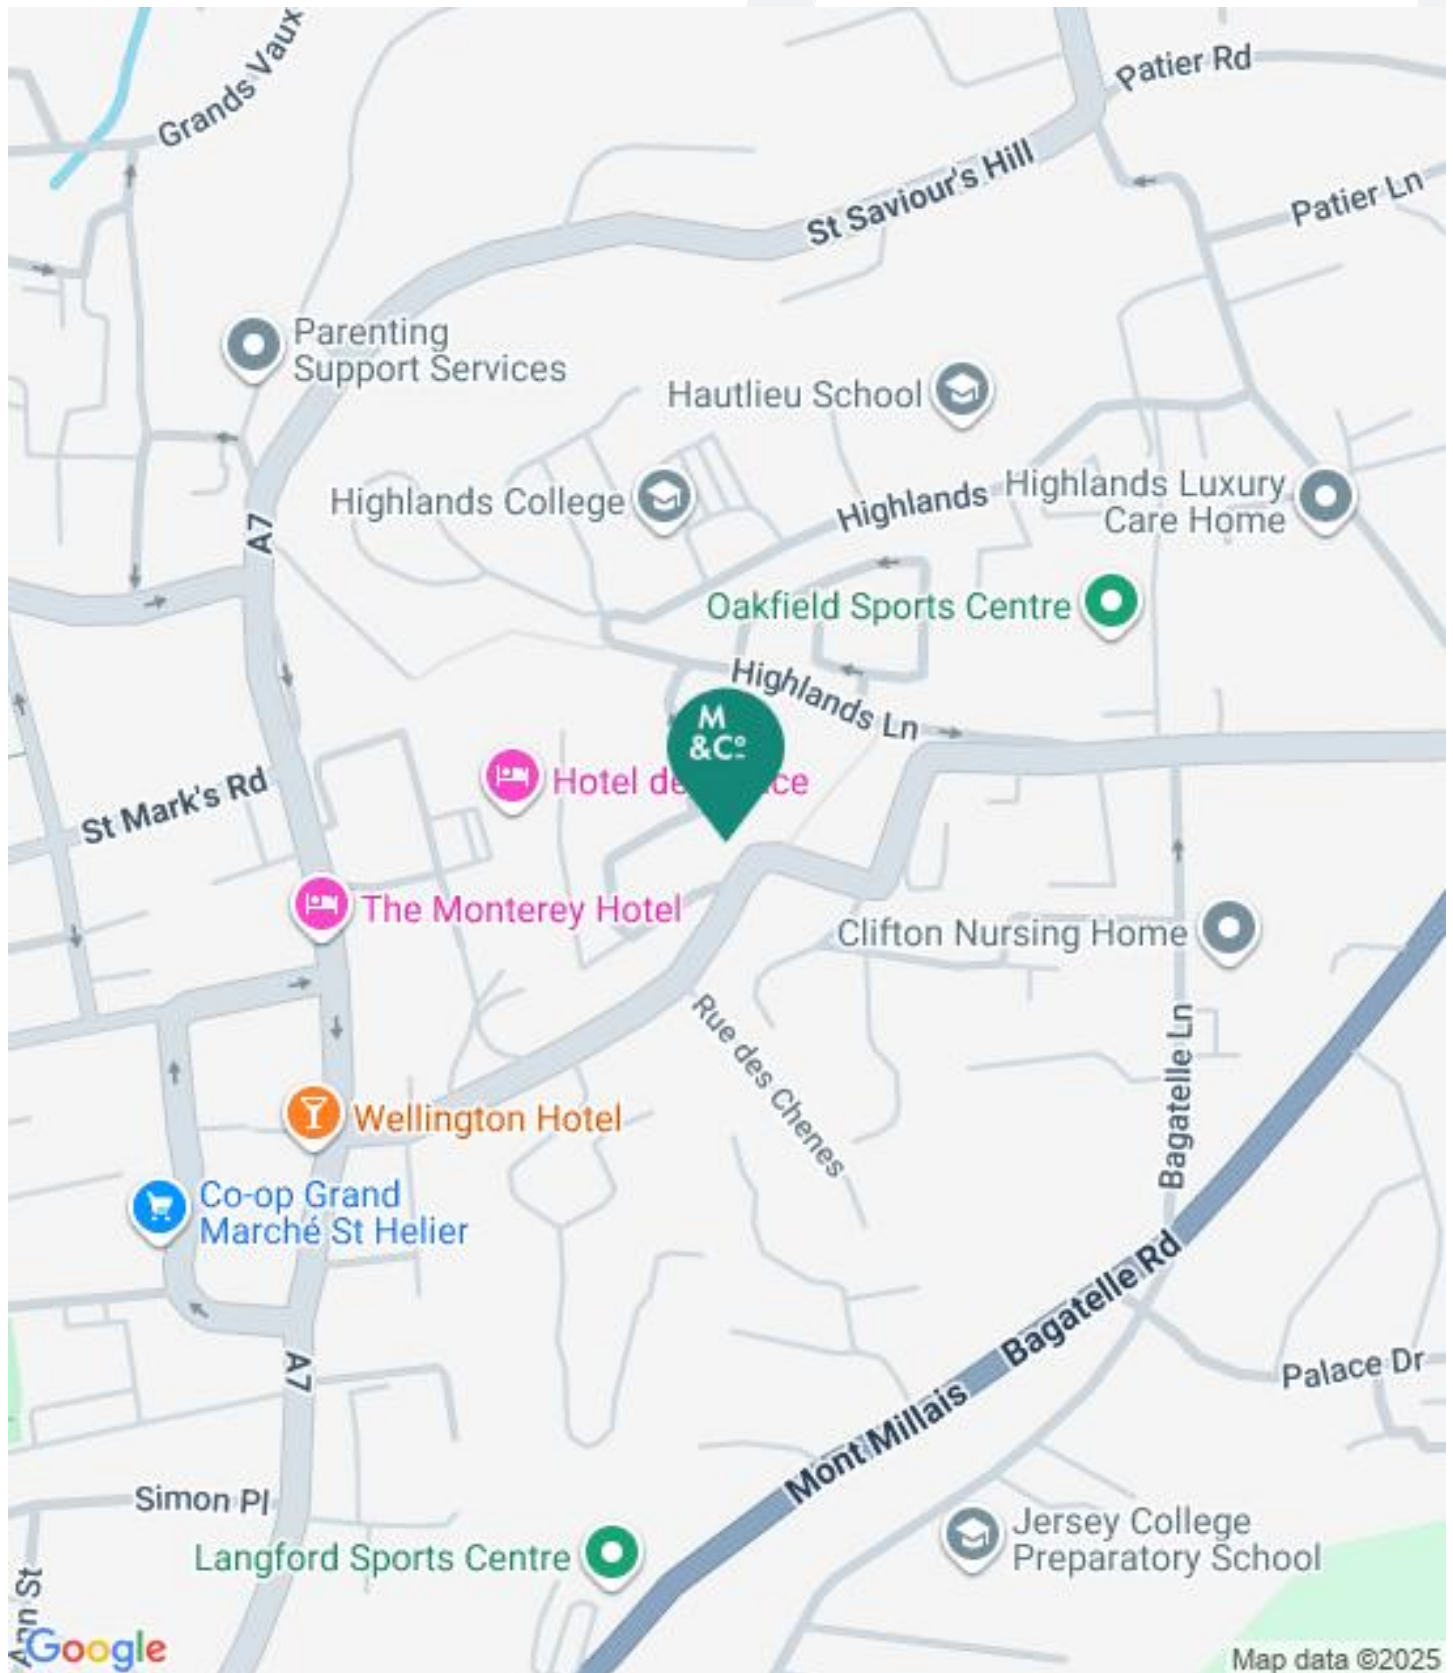 Grands Vaux
Patier Rd
St Saviour's Hill
Patier Ln
Parenting
Support Services
Hautlieu School
Highlands College
Highlands
Highlands Luxury
Care Home
A7
Oakfield Sports Centre
Highlands Ln
M
&Cº
Hotel de
ce
St Mark's Rd
The Monterey Hotel
Clifton Nursing Home
Rue des Chenes
Bagatelle Ln
Wellington Hotel
Co-op Grand
Marché St Helier
Bagatelle Rd
A7
Palace Dr
Mont Millais
Simon Pl
Jersey College
Preparatory School
Langford Sports Centre
Ann St
Google
Map data ©2025